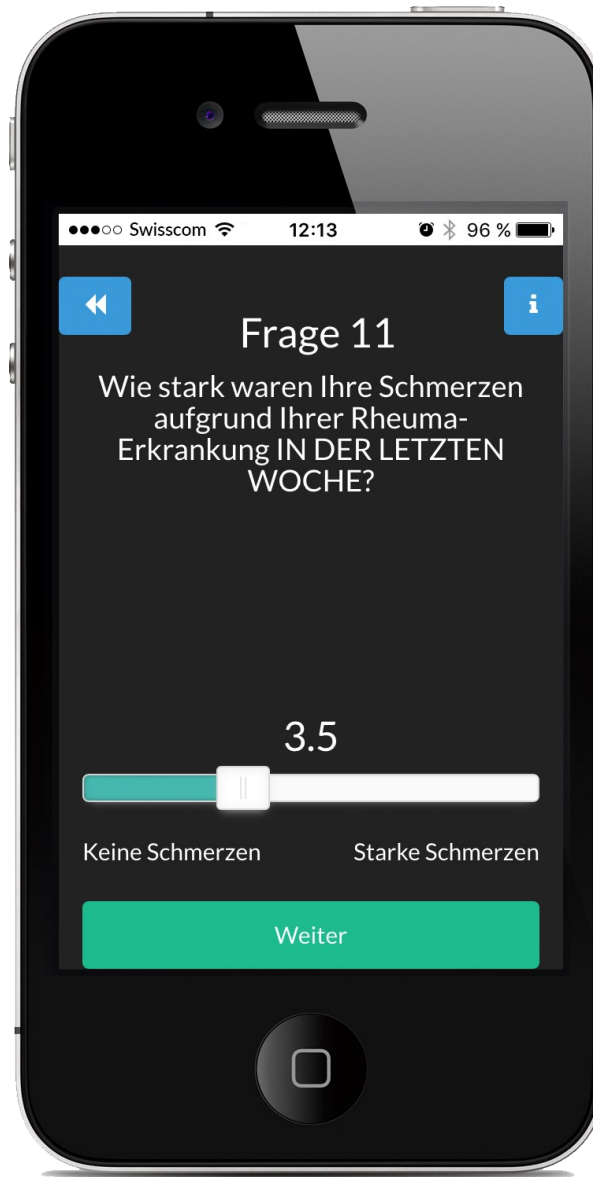 ●●●○○ Swisscom 12:13 96 %
Frage 11
Wie stark waren Ihre Schmerzen
aufgrund Ihrer Rheuma-
Erkrankung IN DER LETZTEN
WOCHE?
3.5
Keine Schmerzen Starke Schmerzen
Weiter